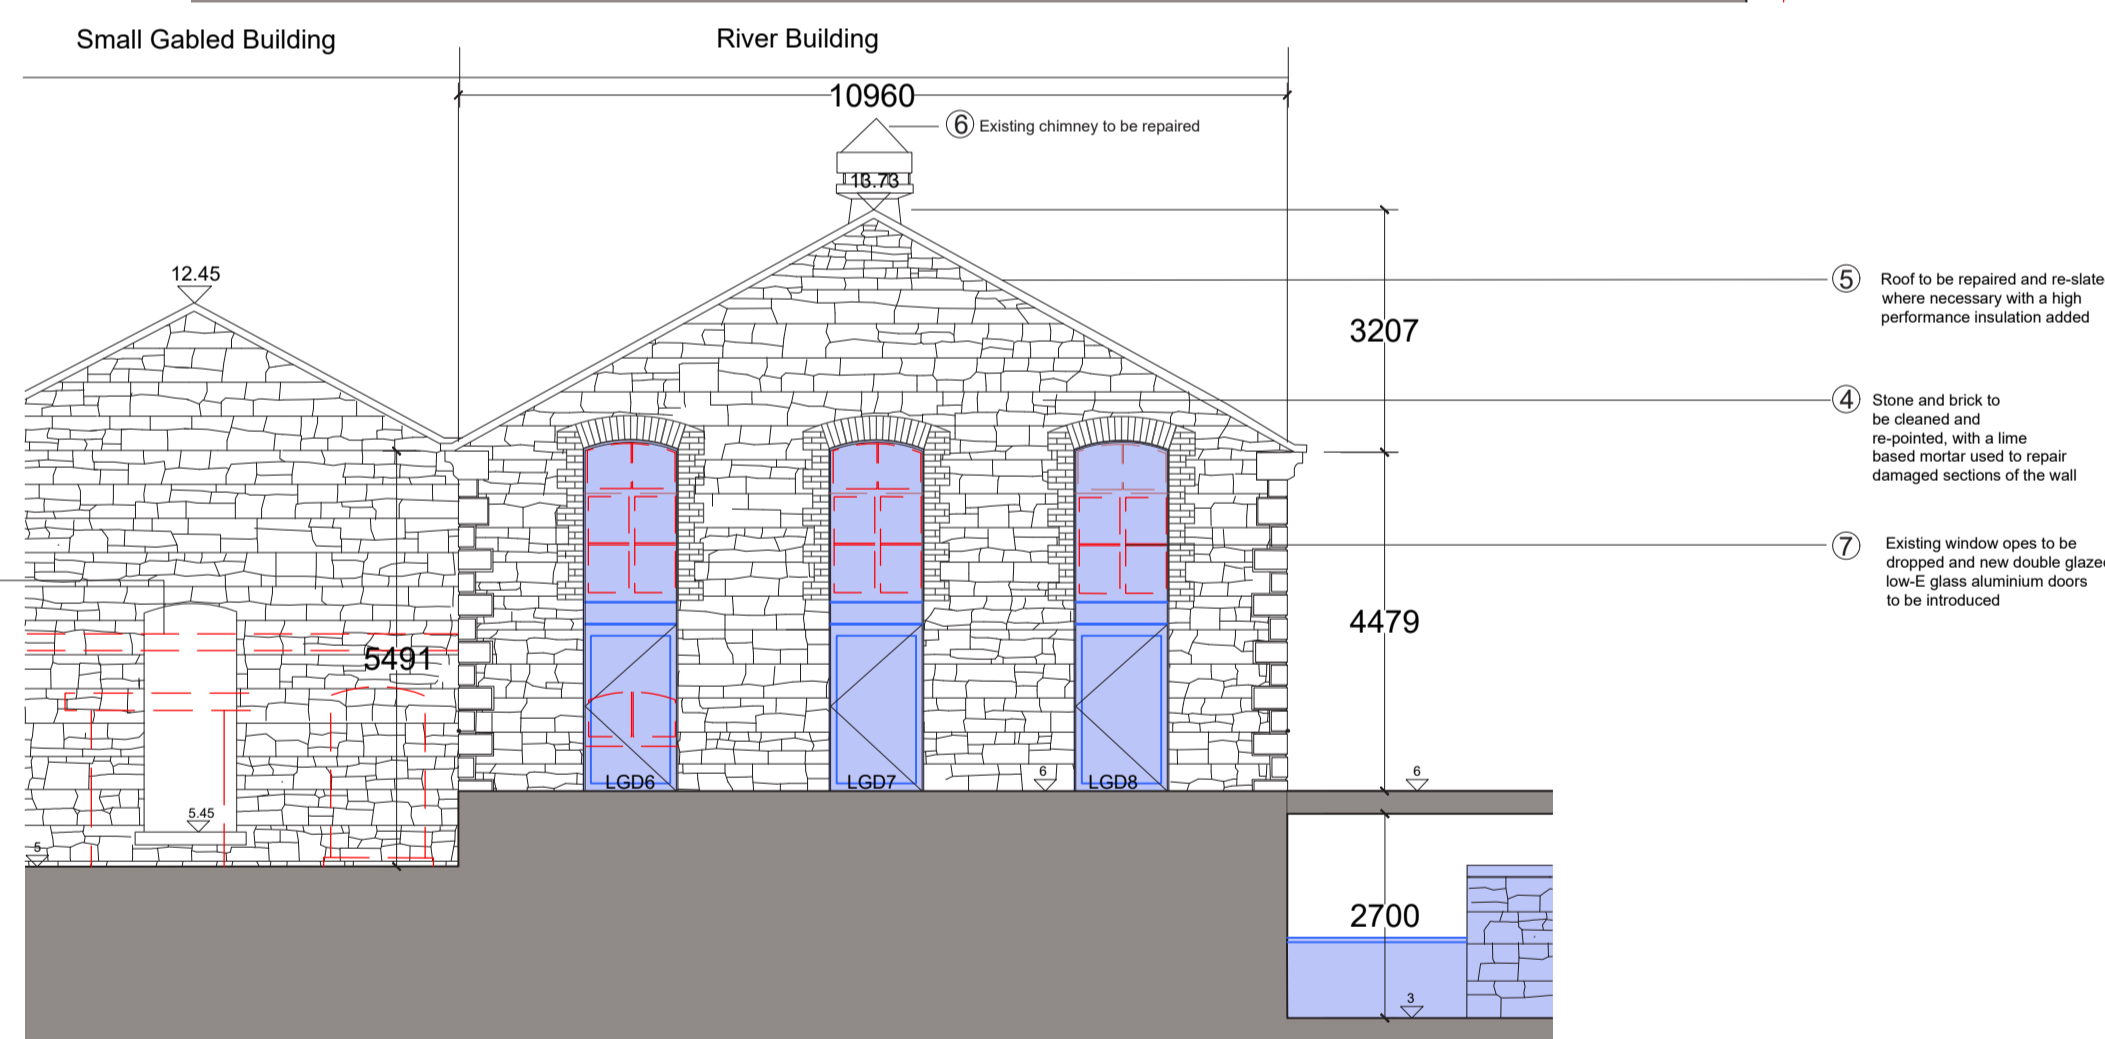 Small Gabled Building
River Building
10960
6 Existing chimney to be repaired
13.73
12.45
5 Roof to be repaired and re-slate
where necessary with a high
performance insulation added
3207
4 Stone and brick to
be cleaned and
re-pointed, with a lime
based mortar used to repair
damaged sections of the wall
7 Existing window opes to be
dropped and new double glaze
low-E glass aluminium doors
to be introduced
4479
5491
LGD6
LGD7
LGD8
6
6
5.45
5
2700
3